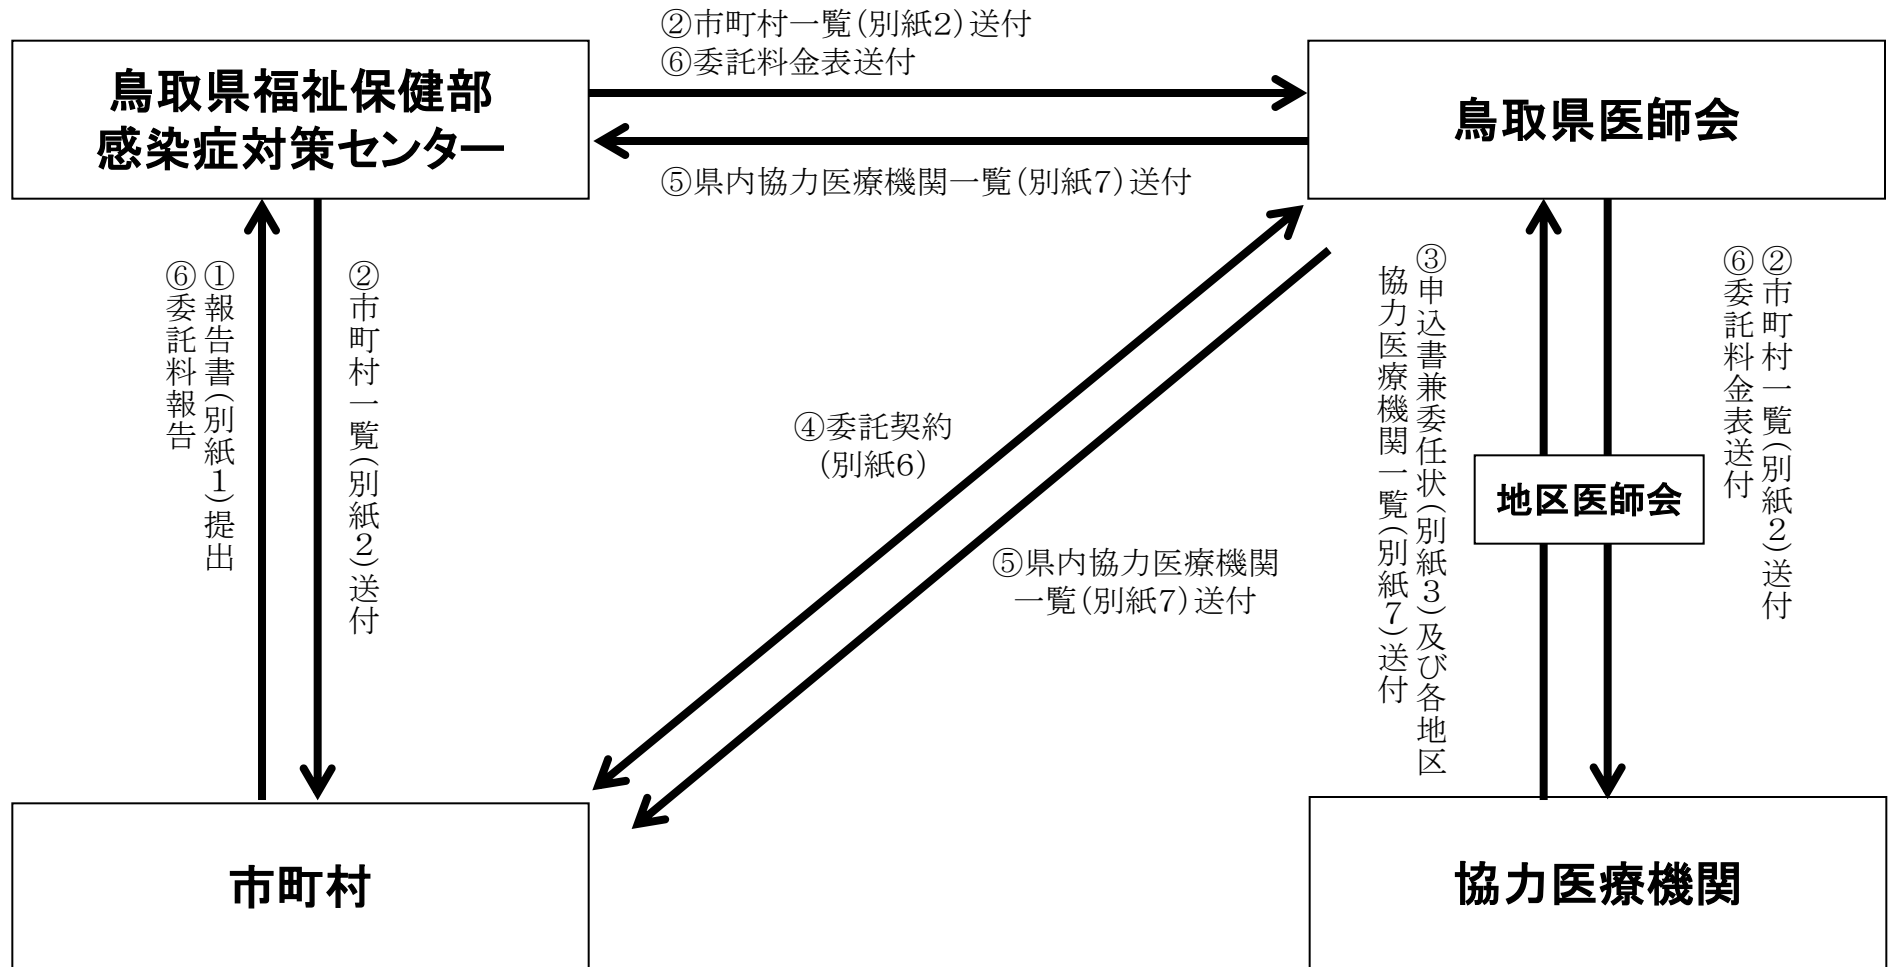 ②市町村一覧(別紙2)送付
⑥委託料金表送付
鳥取県福祉保健部
感染症対策センター
鳥取県医師会
⑤県内協力医療機関一覧(別紙7)送付
①報告書(別紙1)提出
⑥委託料報告
②市町村一覧(別紙2)送付
④委託契約
(別紙6)
⑤県内協力医療機関
一覧(別紙7)送付
③申込書兼委任状(別紙3)及び各地区
協力医療機関一覧(別紙7)送付
②市町村一覧(別紙2)送付
⑥委託料金表送付
地区医師会
市町村
協力医療機関